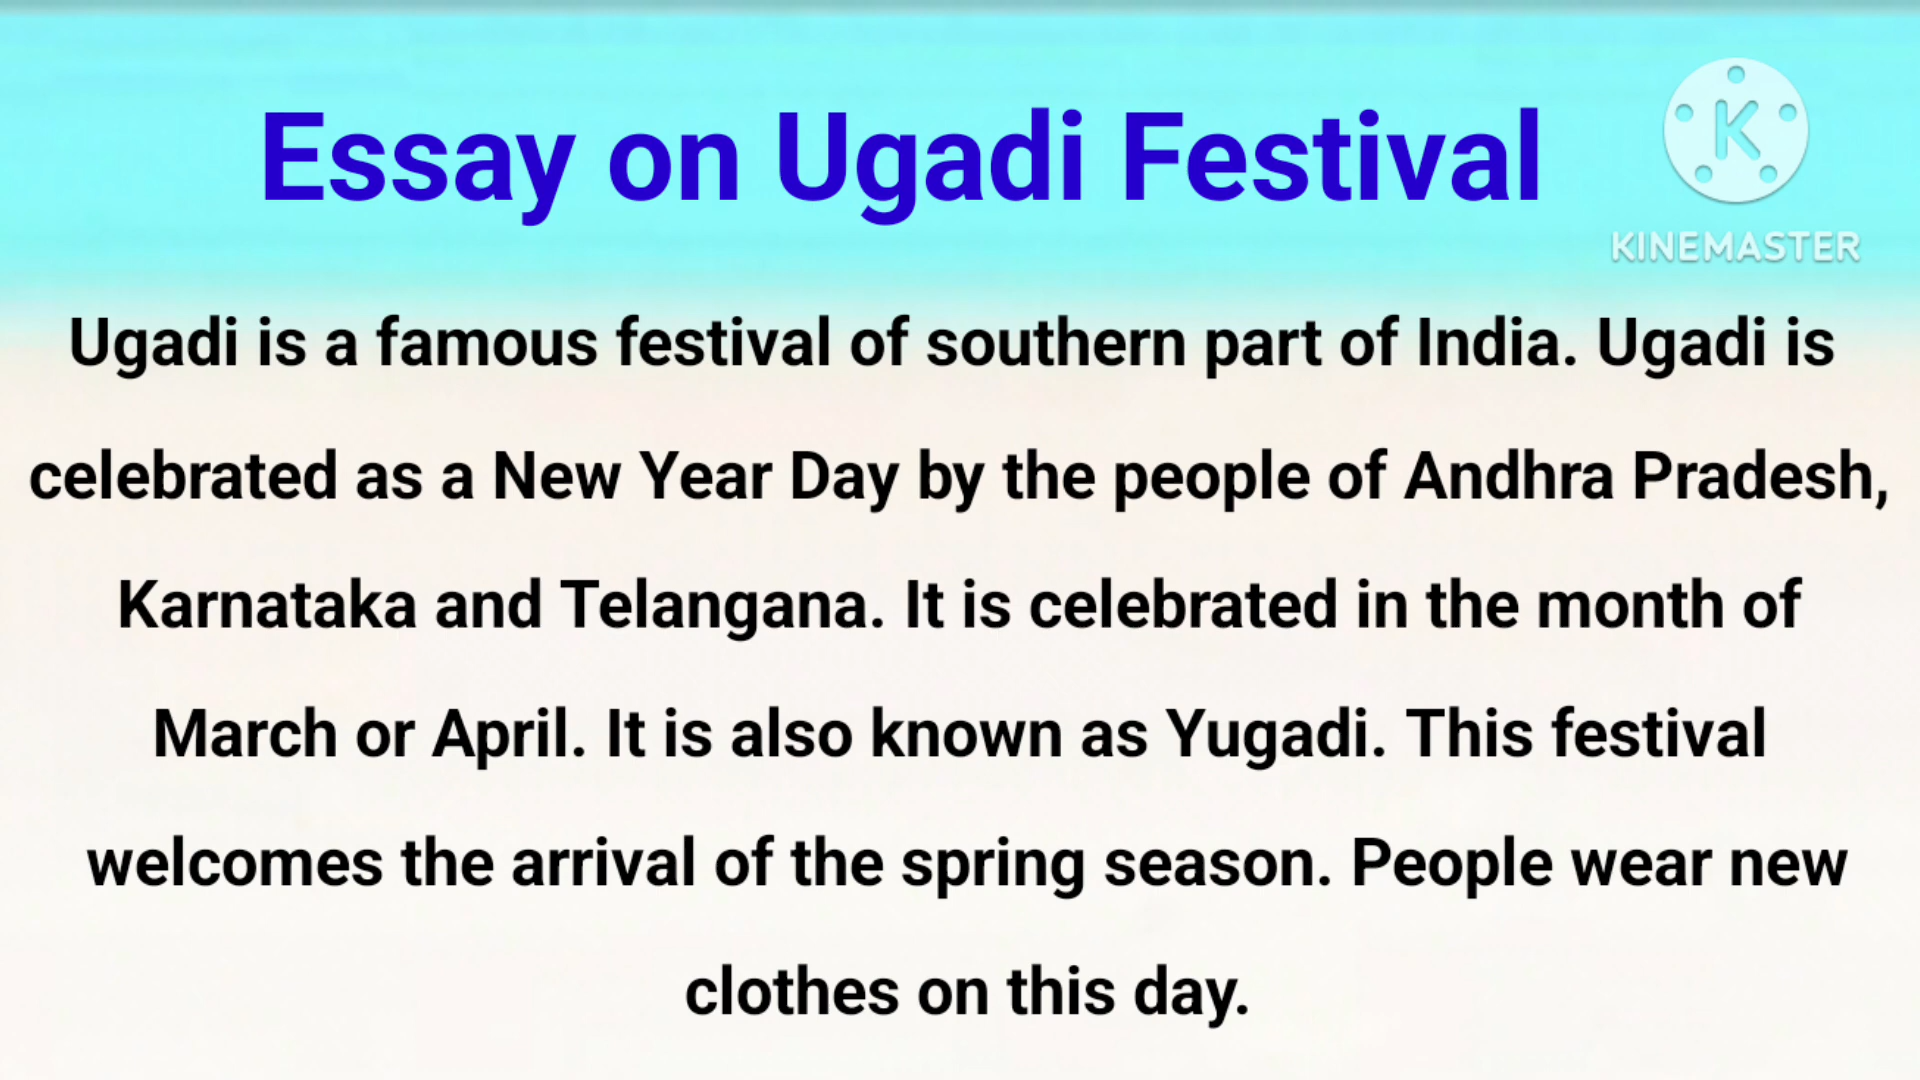 Essay on Ugadi Festival
KINEMASTER
Ugadi is a famous festival of southern part of India. Ugadi is
celebrated as a New Year Day by the people of Andhra Pradesh,
Karnataka and Telangana. It is celebrated in the month of
March or April. It is also known as Yugadi. This festival
welcomes the arrival of the spring season. People wear new
clothes on this day.